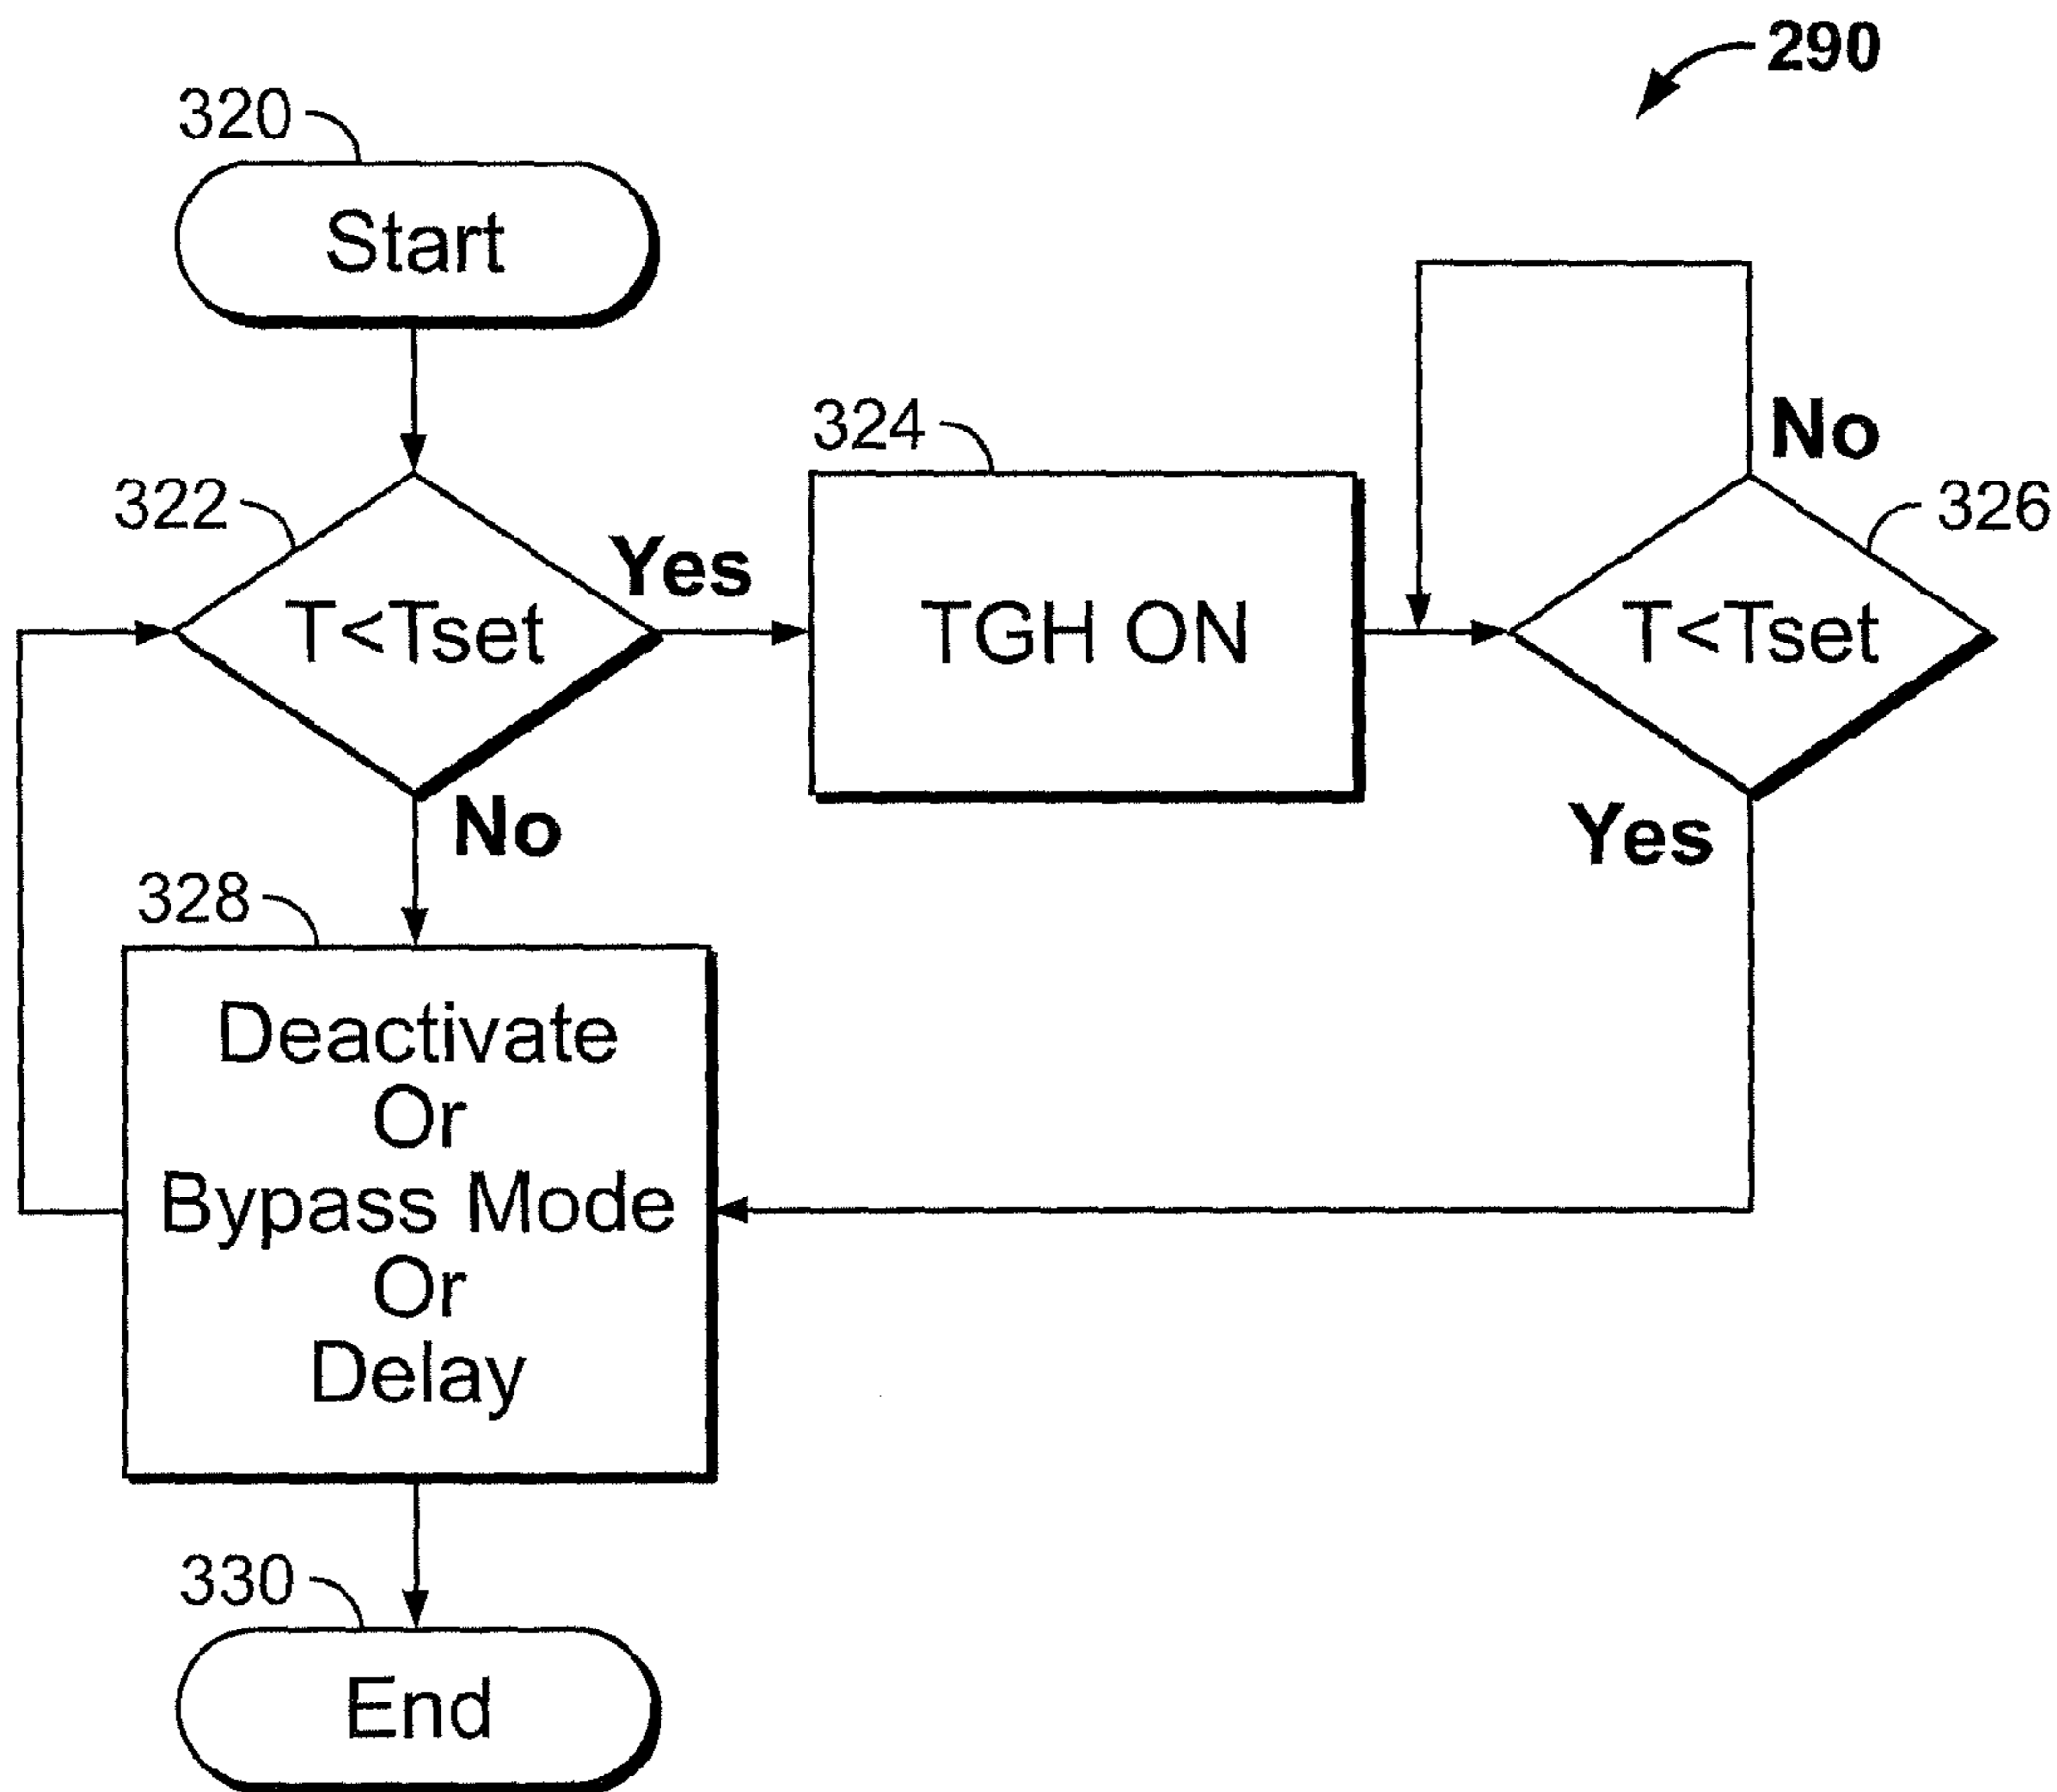 290
320
Start
322
T<Tset
Yes
324
TGH ON
No
326
T<Tset
No
Yes
328
Deactivate
Or
Bypass Mode
Or
Delay
330
End